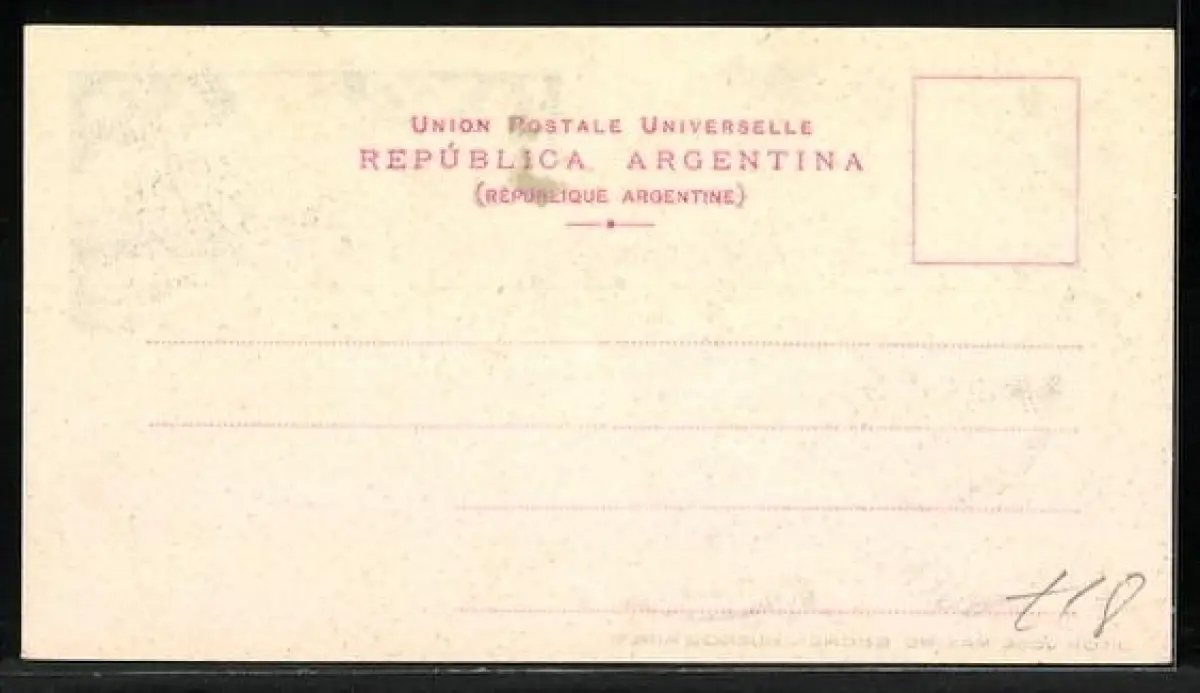 UNION POSTALE UNIVERSELLE
REPÚBLICA ARGENTINA
(RÉPUBLIQUE ARGENTINE)